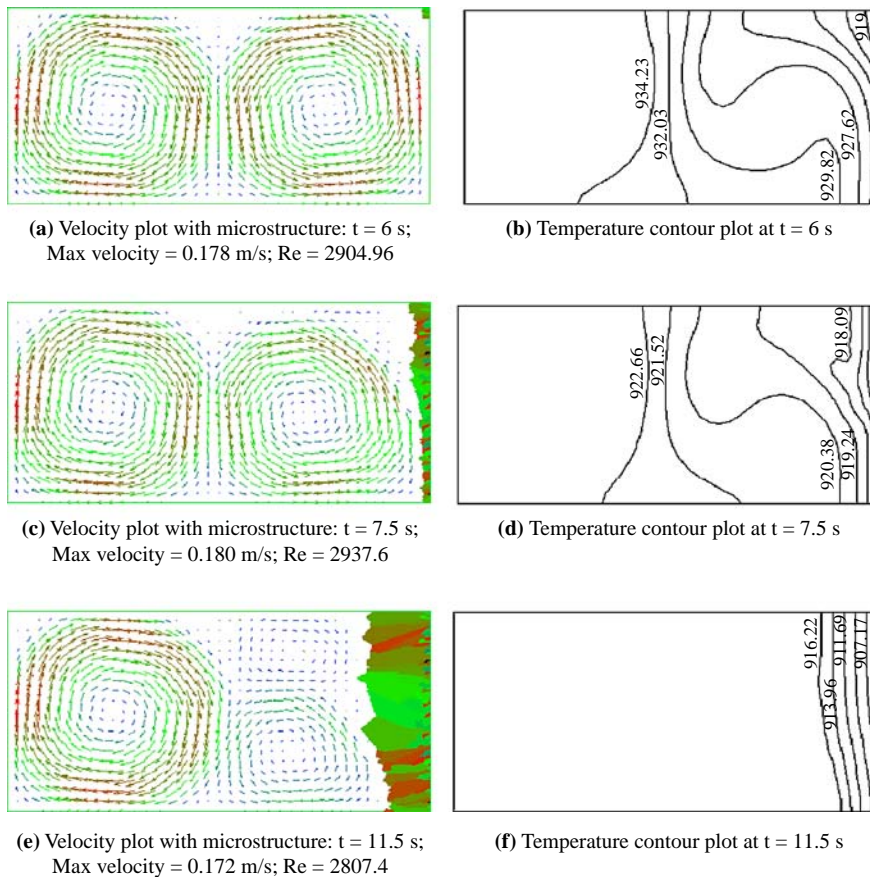 919
934.23
932.03
927.62
929.82
(a) Velocity plot with microstructure: t = 6 s;
Max velocity = 0.178 m/s; Re = 2904.96
(b) Temperature contour plot at t = 6 s
918.09
922.66
921.52
920.38
919.24
(c) Velocity plot with microstructure: t = 7.5 s;
Max velocity = 0.180 m/s; Re = 2937.6
(d) Temperature contour plot at t = 7.5 s
916.22
911.69
907.17
913.96
(e) Velocity plot with microstructure: t = 11.5 s;
Max velocity = 0.172 m/s; Re = 2807.4
(f) Temperature contour plot at t = 11.5 s